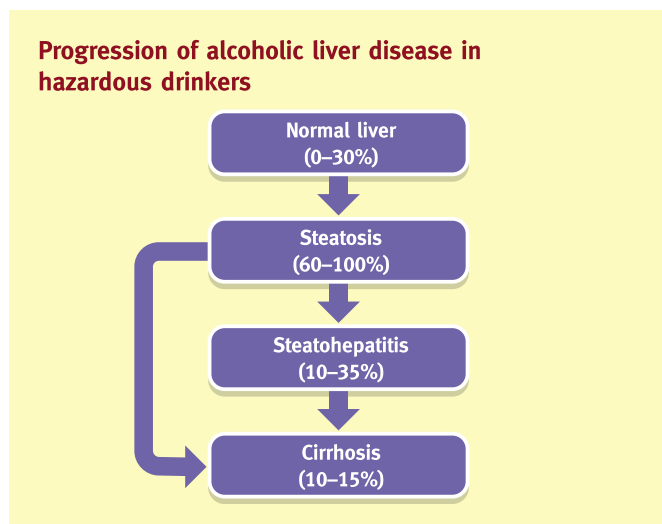 Progression of alcoholic liver disease in
hazardous drinkers
Normal liver
(0–30%)
Steatosis
(60–100%)
Steatohepatitis
(10–35%)
Cirrhosis
(10–15%)